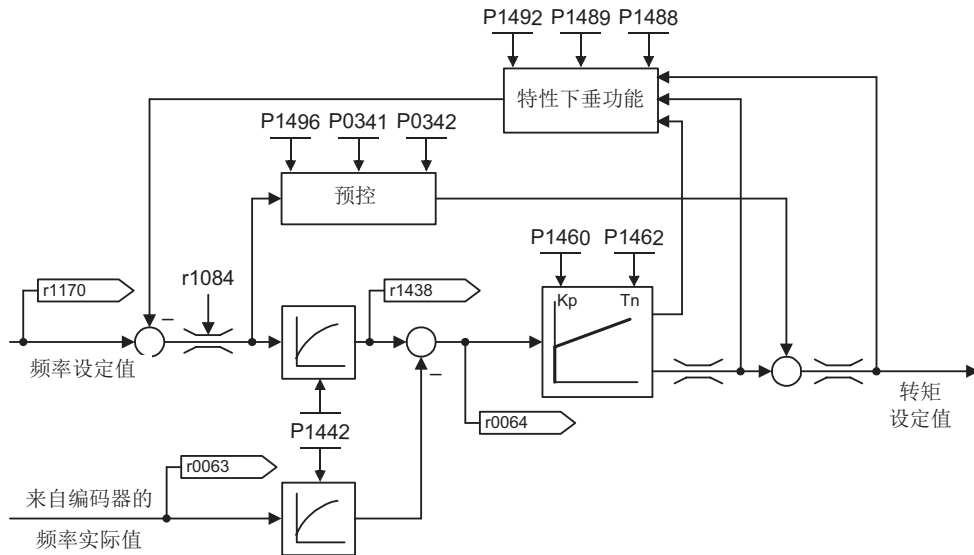 P1492 P1489 P1488
特性下垂功能
P1496 P0341 P0342
预控
P1460 P1462
r1170
r1084
r1438
Kp Tn
–
频率设定值
–
r0064
转矩
设定值
P1442
r0063
来自编码器的
频率实际值